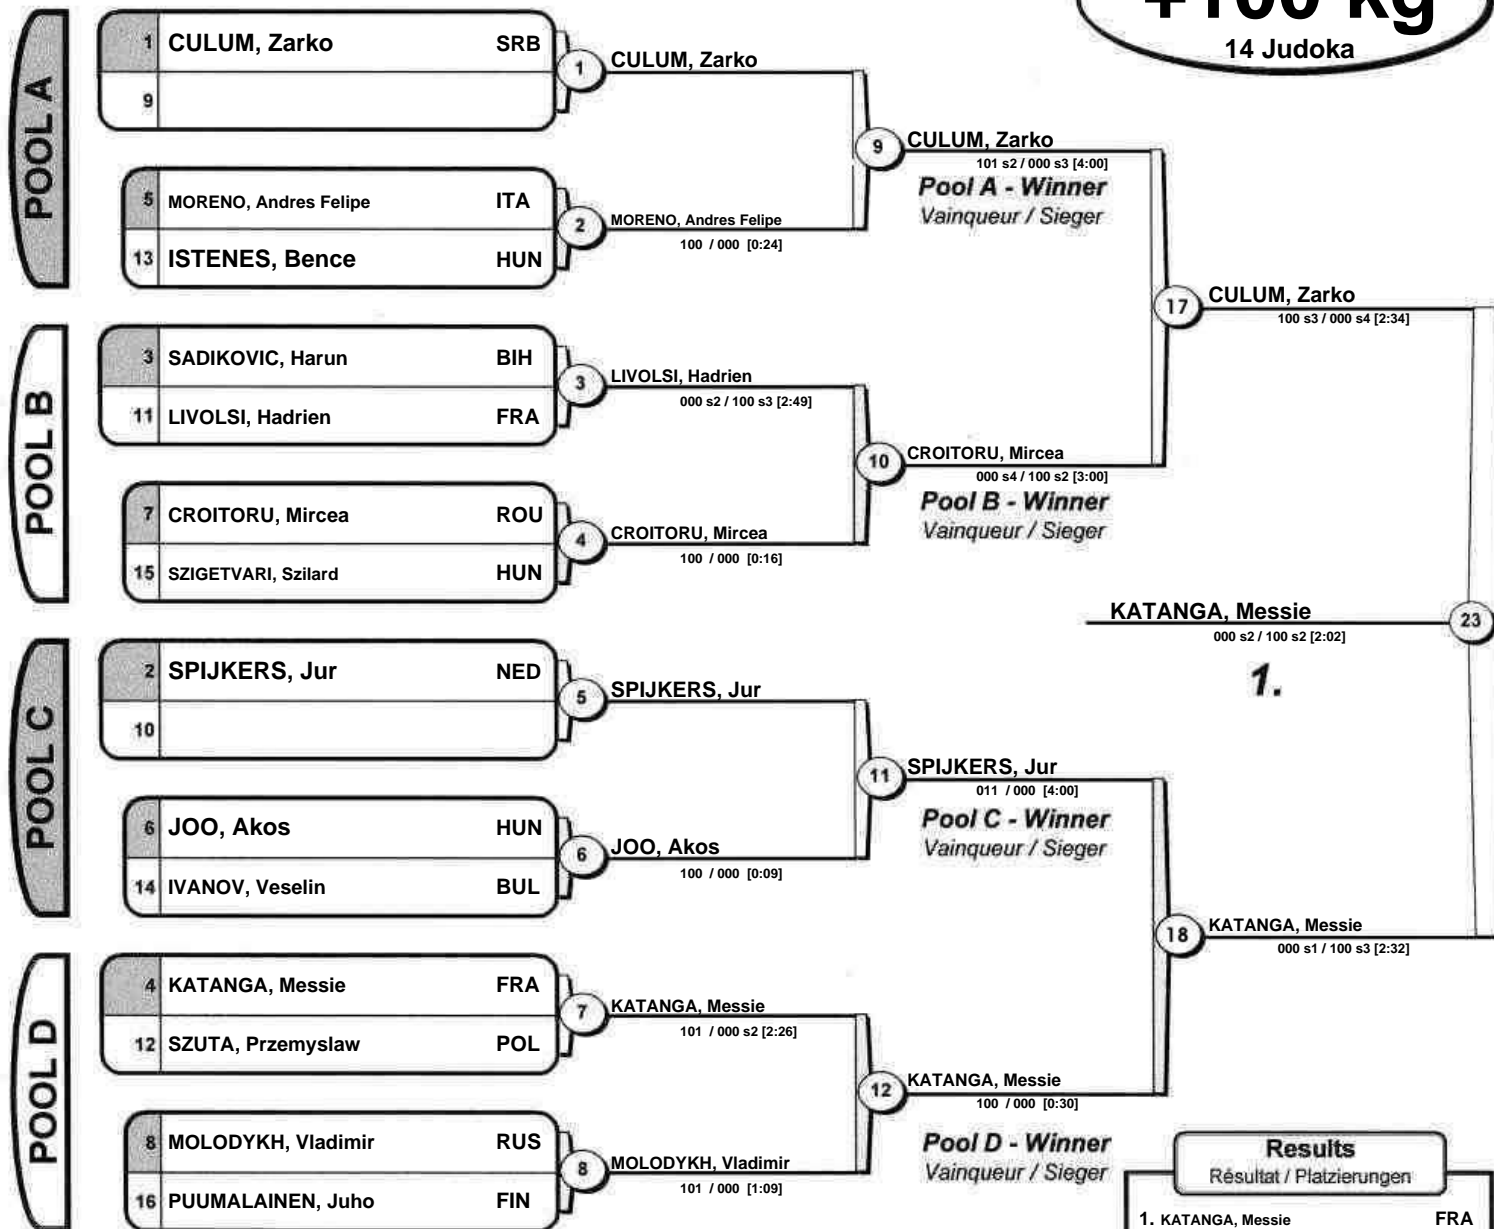 +100 kg
14 Judoka
POOL A
1 CULUM, Zarko SRB
9
1 CULUM, Zarko
5 MORENO, Andres Felipe ITA
13 ISTENES, Bence HUN
2 MORENO, Andres Felipe
100 / 000 [0:24]
9 CULUM, Zarko
101 s2 / 000 s3 [4:00]
Pool A - Winner
Vainqueur / Sieger
17 CULUM, Zarko
100 s3 / 000 s4 [2:34]
POOL B
3 SADIKOVIC, Harun BIH
11 LIVOLSI, Hadrien FRA
3 LIVOLSI, Hadrien
000 s2 / 100 s3 [2:49]
7 CROITORU, Mircea ROU
15 SZIGETVARI, Szilard HUN
4 CROITORU, Mircea
100 / 000 [0:16]
10 CROITORU, Mircea
000 s4 / 100 s2 [3:00]
Pool B - Winner
Vainqueur / Sieger
KATANGA, Messie 23
000 s2 / 100 s2 [2:02]
1.
POOL C
2 SPIJKERS, Jur NED
10
5 SPIJKERS, Jur
6 JOO, Akos HUN
14 IVANOV, Veselin BUL
6 JOO, Akos
100 / 000 [0:09]
11 SPIJKERS, Jur
011 / 000 [4:00]
Pool C - Winner
Vainqueur / Sieger
18 KATANGA, Messie
000 s1 / 100 s3 [2:32]
POOL D
4 KATANGA, Messie FRA
12 SZUTA, Przemyslaw POL
7 KATANGA, Messie
101 / 000 s2 [2:26]
8 MOLODYKH, Vladimir RUS
16 PUUMALAINEN, Juho FIN
8 MOLODYKH, Vladimir
101 / 000 [1:09]
12 KATANGA, Messie
100 / 000 [0:30]
Pool D - Winner
Vainqueur / Sieger
Results
Résultat / Platzierungen
1. KATANGA, Messie FRA